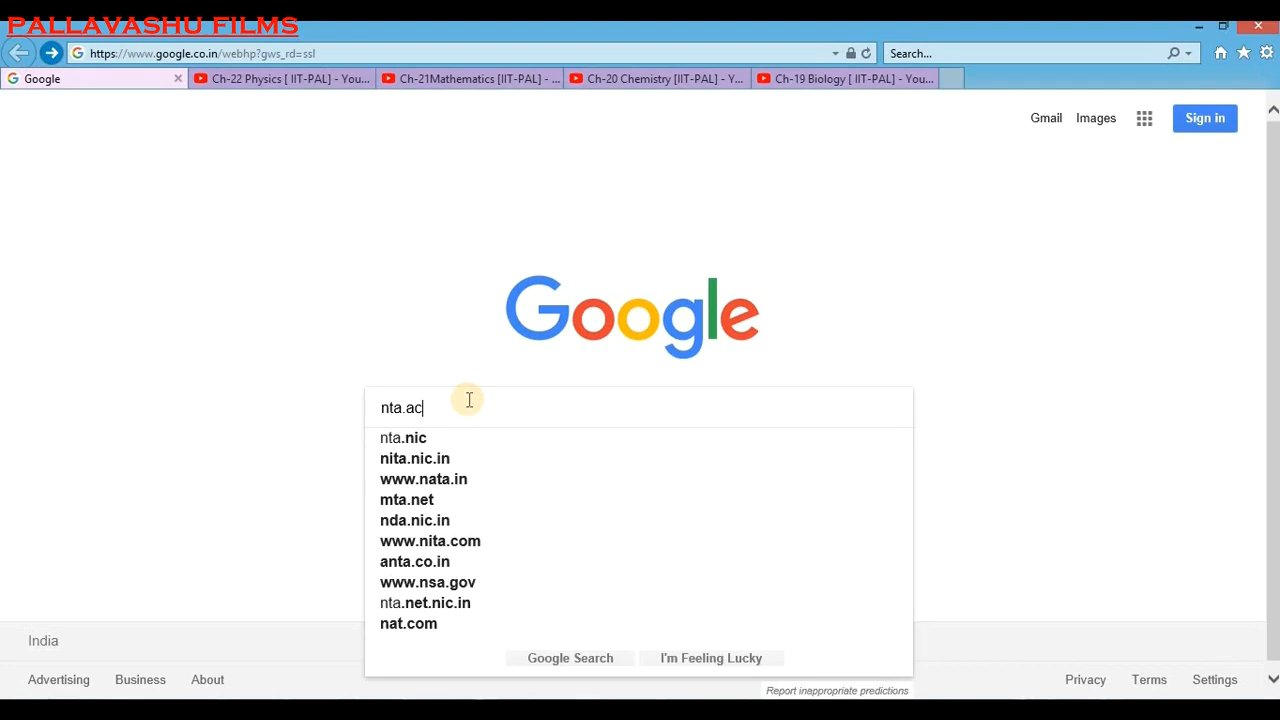 PALLAVASHU FILMS
https://www.google.co.in/webhp?gws_rd=ssl
Search...
Google
Ch-22 Physics [ IIT-PAL] - You...
Ch-21Mathematics [IIT-PAL] - ...
Ch-20 Chemistry [IIT-PAL] - Y...
Ch-19 Biology [ IIT-PAL] - You...
Gmail Images Sign in
Google
nta.ac
nta.nic
nita.nic.in
www.nata.in
mta.net
nda.nic.in
www.nita.com
anta.co.in
www.nsa.gov
nta.net.nic.in
nat.com
Google Search I'm Feeling Lucky
Report inappropriate predictions
India
Advertising Business About Privacy Terms Settings